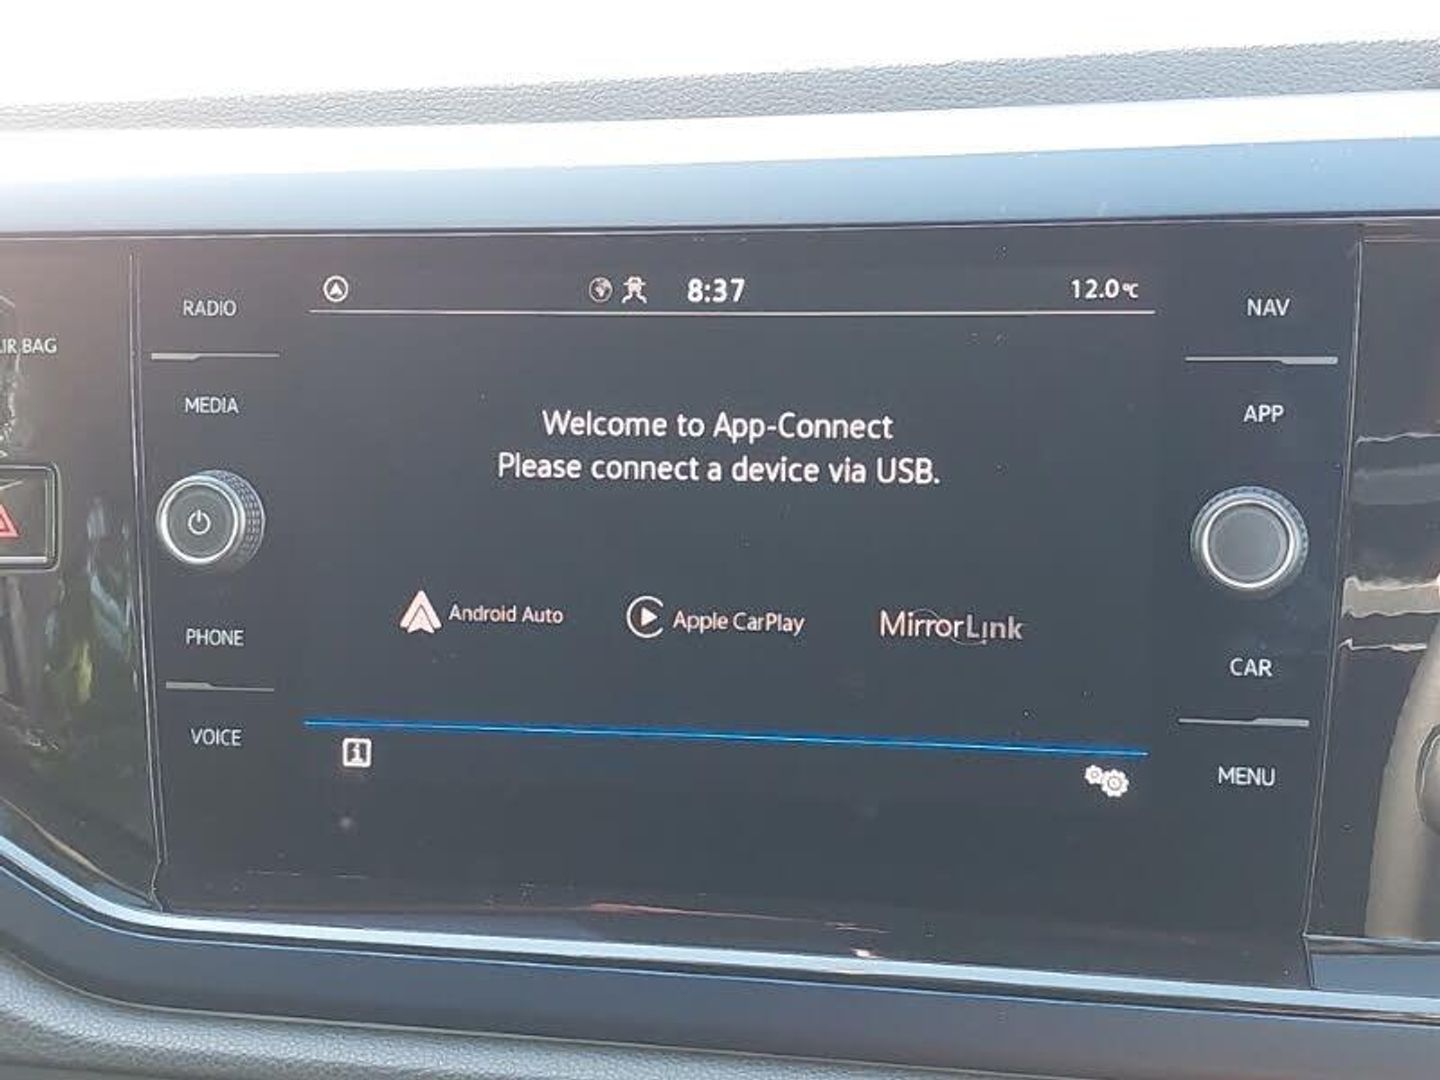 8:37
12.0°C
RADIO
NAV
IR BAG
MEDIA
APP
Welcome to App-Connect
Please connect a device via USB.
Android Auto
Apple CarPlay
MirrorLink
PHONE
CAR
VOICE
MENU